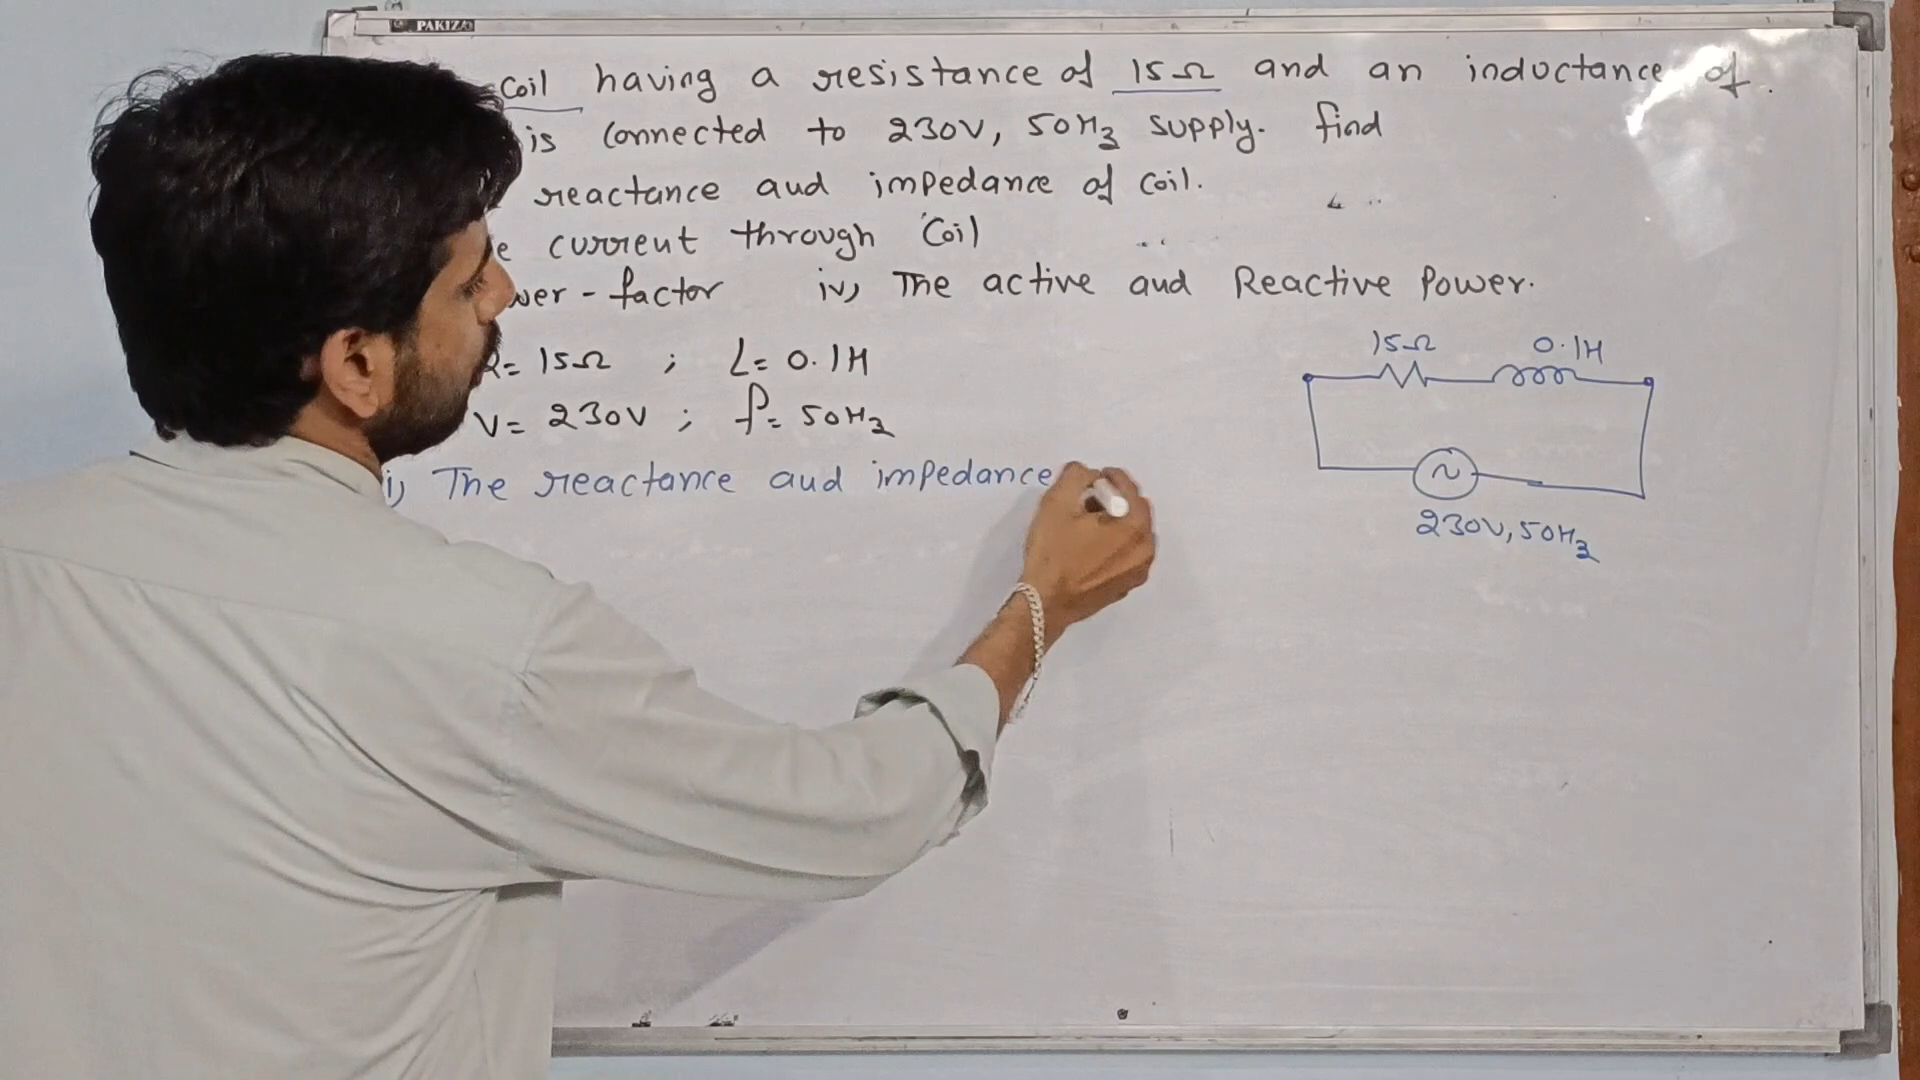 PAKIZA
coil having a resistance of 15Ω and an inductance of
is connected to 230V, 50Hz supply. find
reactance and impedance of coil.
current through Coil
factor iv) The active and Reactive Power.
R= 15Ω ; L= 0.1H
V= 230V ; f= 50Hz
i) The reactance and impedance
15Ω 0.1H
230V, 50Hz